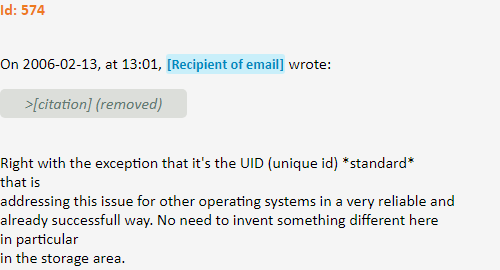 Id: 574
On 2006-02-13, at 13:01, [Recipient of email] wrote:
>[citation] (removed)
Right with the exception that it's the UID (unique id) *standard*
that is
addressing this issue for other operating systems in a very reliable and
already successfull way. No need to invent something different here
in particular
in the storage area.